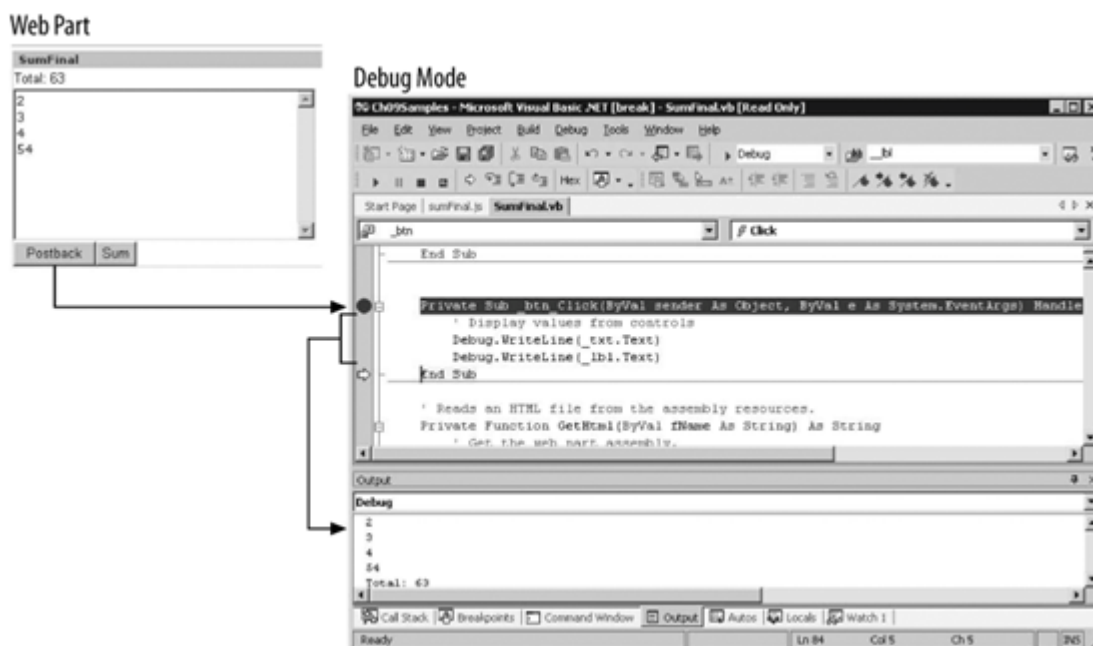 Web Part
SumFinal
Total: 63
2
3
4
54
Postback Sum
Debug Mode
Ch09Samples - Microsoft Visual Basic .NET [break] - SumFinal.vb [Read Only]
File Edit View Project Build Debug Tools Window Help
Debug _bl
Hex
Start Page sumFinal.js SumFinal.vb
_btn Click
End Sub
Private Sub _btn_Click(ByVal sender As Object, ByVal e As System.EventArgs) Handle
' Display values from controls
Debug.WriteLine(_txt.Text)
Debug.WriteLine(_lbl.Text)
End Sub
' Reads an HTML file from the assembly resources.
Private Function GetHtml(ByVal fName As String) As String
' Get the web part assembly.
Output
Debug
2
3
4
54
Total: 63
Call Stack Breakpoints Command Window Output Autos Locals Watch 1
Ready Ln 84 Col 5 Ch 5 INS